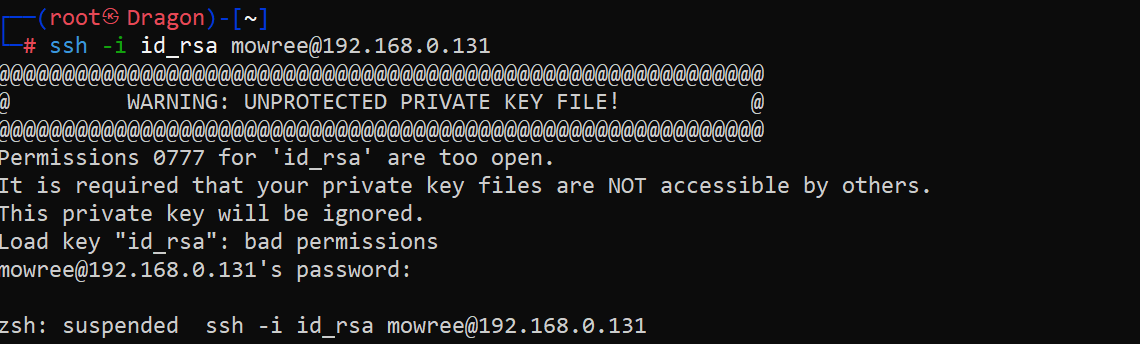 ┌──(root㉿Dragon)-[~]
└─# ssh -i id_rsa mowree@192.168.0.131
@@@@@@@@@@@@@@@@@@@@@@@@@@@@@@@@@@@@@@@@@@@@@@@@@@@@@@@@@@@
@         WARNING: UNPROTECTED PRIVATE KEY FILE!          @
@@@@@@@@@@@@@@@@@@@@@@@@@@@@@@@@@@@@@@@@@@@@@@@@@@@@@@@@@@@
Permissions 0777 for 'id_rsa' are too open.
It is required that your private key files are NOT accessible by others.
This private key will be ignored.
Load key "id_rsa": bad permissions
mowree@192.168.0.131's password:
zsh: suspended  ssh -i id_rsa mowree@192.168.0.131